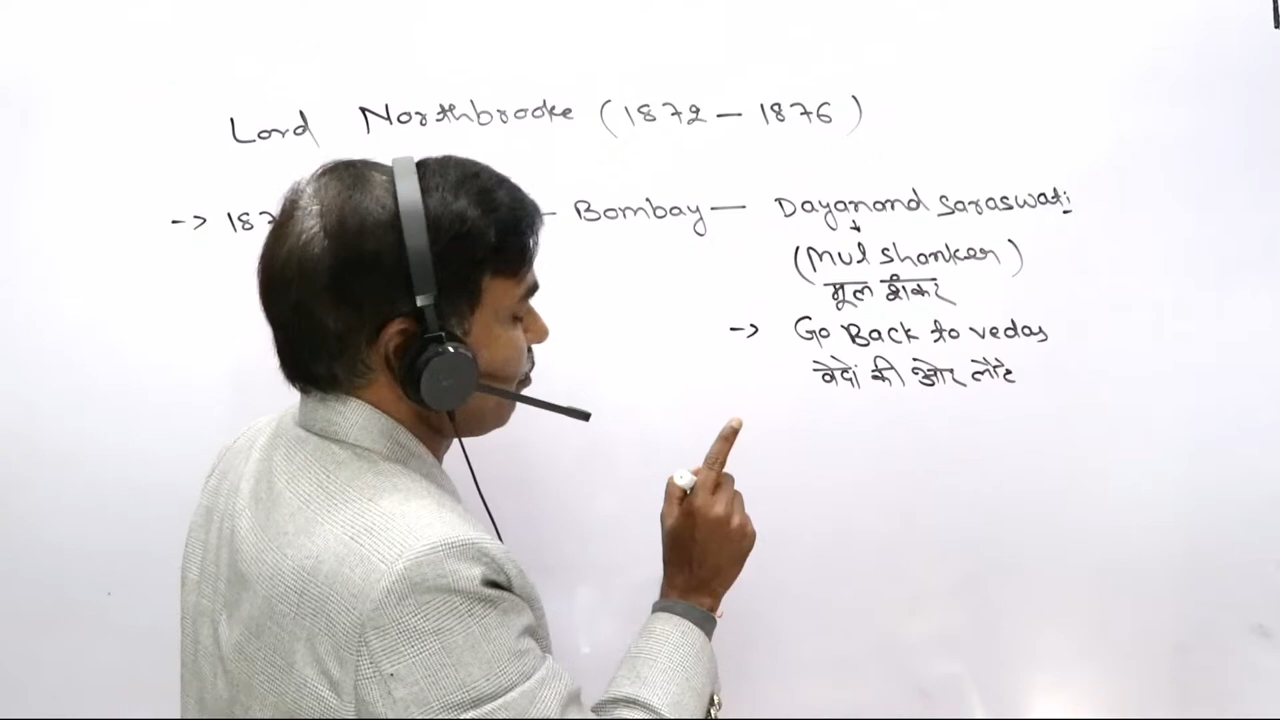 Lord Northbrooke (1872 - 1876)
-> 187 - Bombay - Dayanand Saraswati
(Mul shanker)
मूल शंकर
-> Go Back to vedas
वेदों की ओर लौटे